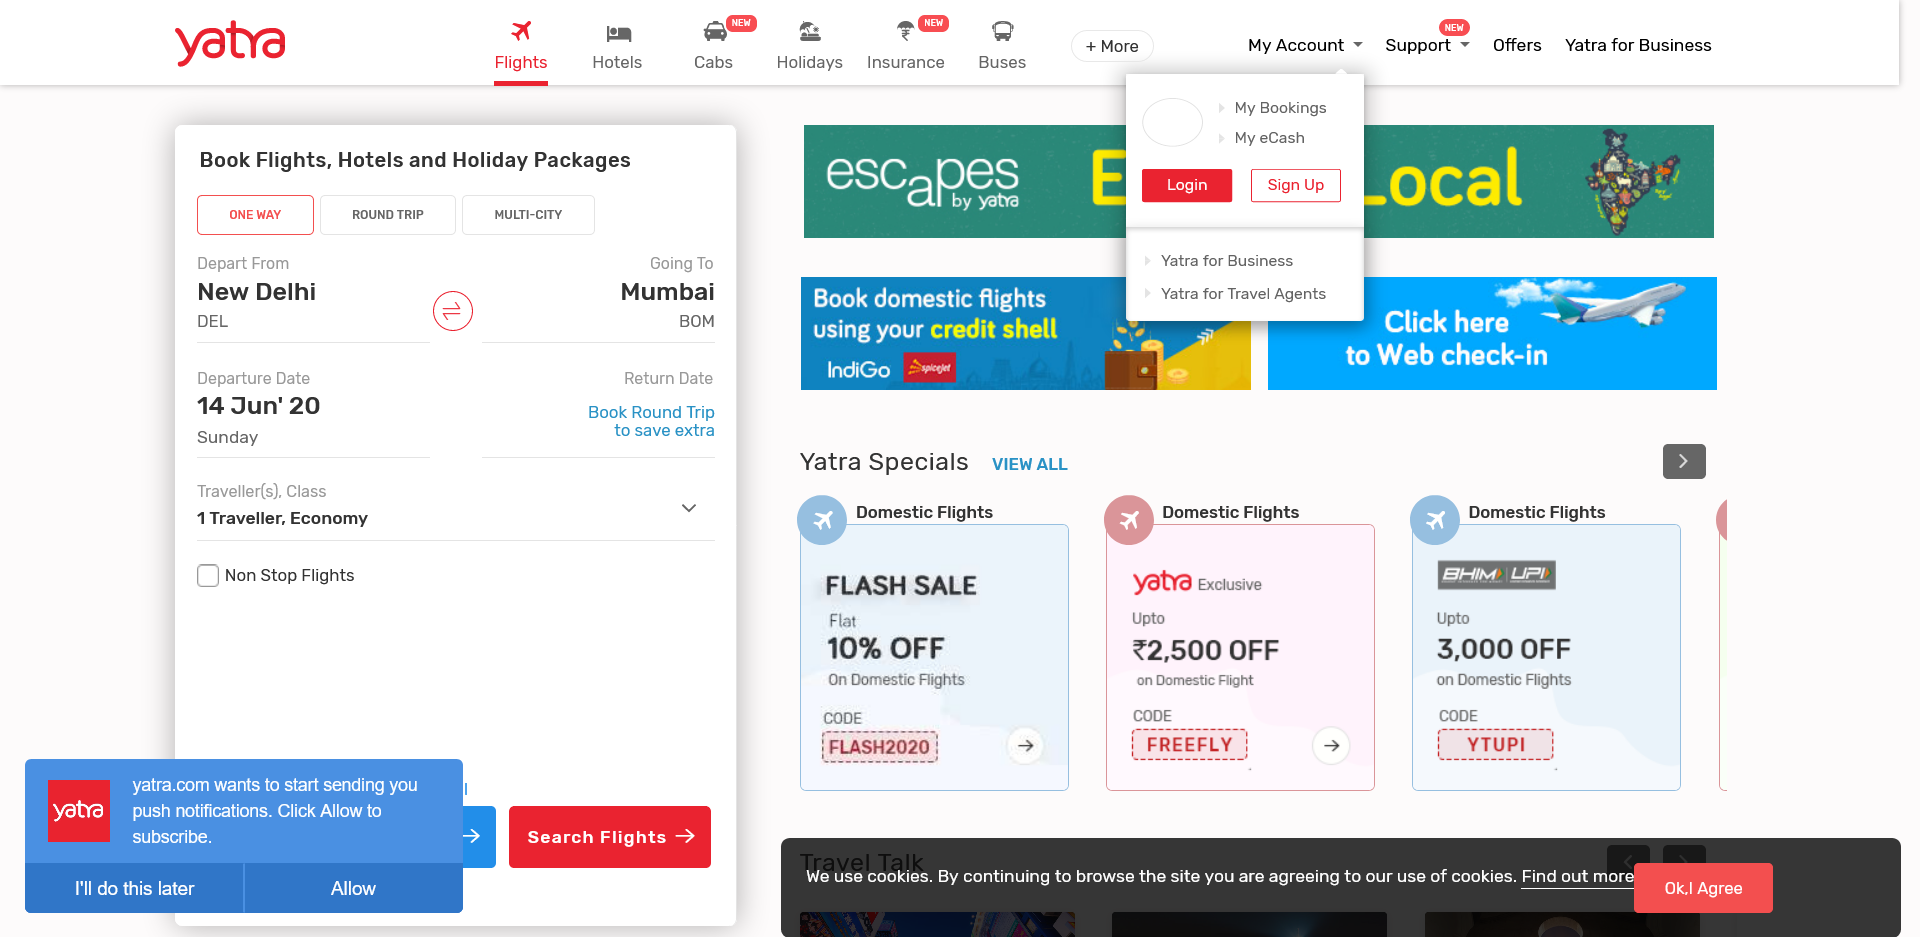 yatra
Flights
Hotels
NEW
Cabs
Holidays
NEW
Insurance
Buses
+ More
My Account
NEW
Support
Offers
Yatra for Business
My Bookings
My eCash
Login
Sign Up
Yatra for Business
Yatra for Travel Agents
Book Flights, Hotels and Holiday Packages
ONE WAY
ROUND TRIP
MULTI-CITY
Depart From
New Delhi
DEL
Going To
Mumbai
BOM
Departure Date
14 Jun' 20
Sunday
Return Date
Book Round Trip
to save extra
Traveller(s), Class
1 Traveller, Economy
Non Stop Flights
Search Flights
escapes
by yatra
E
Local
Book domestic flights
using your credit shell
IndiGo
spicejet
Click here
to Web check-in
Yatra Specials
VIEW ALL
Domestic Flights
FLASH SALE
Flat
10% OFF
On Domestic Flights
CODE
FLASH2020
Domestic Flights
yatra Exclusive
Upto
₹2,500 OFF
on Domestic Flight
CODE
FREEFLY
Domestic Flights
BHIM UPI
Upto
3,000 OFF
on Domestic Flights
CODE
YTUPI
yatra
yatra.com wants to start sending you
push notifications. Click Allow to
subscribe.
I'll do this later
Allow
Travel Talk
We use cookies. By continuing to browse the site you are agreeing to our use of cookies. Find out more
Ok,I Agree